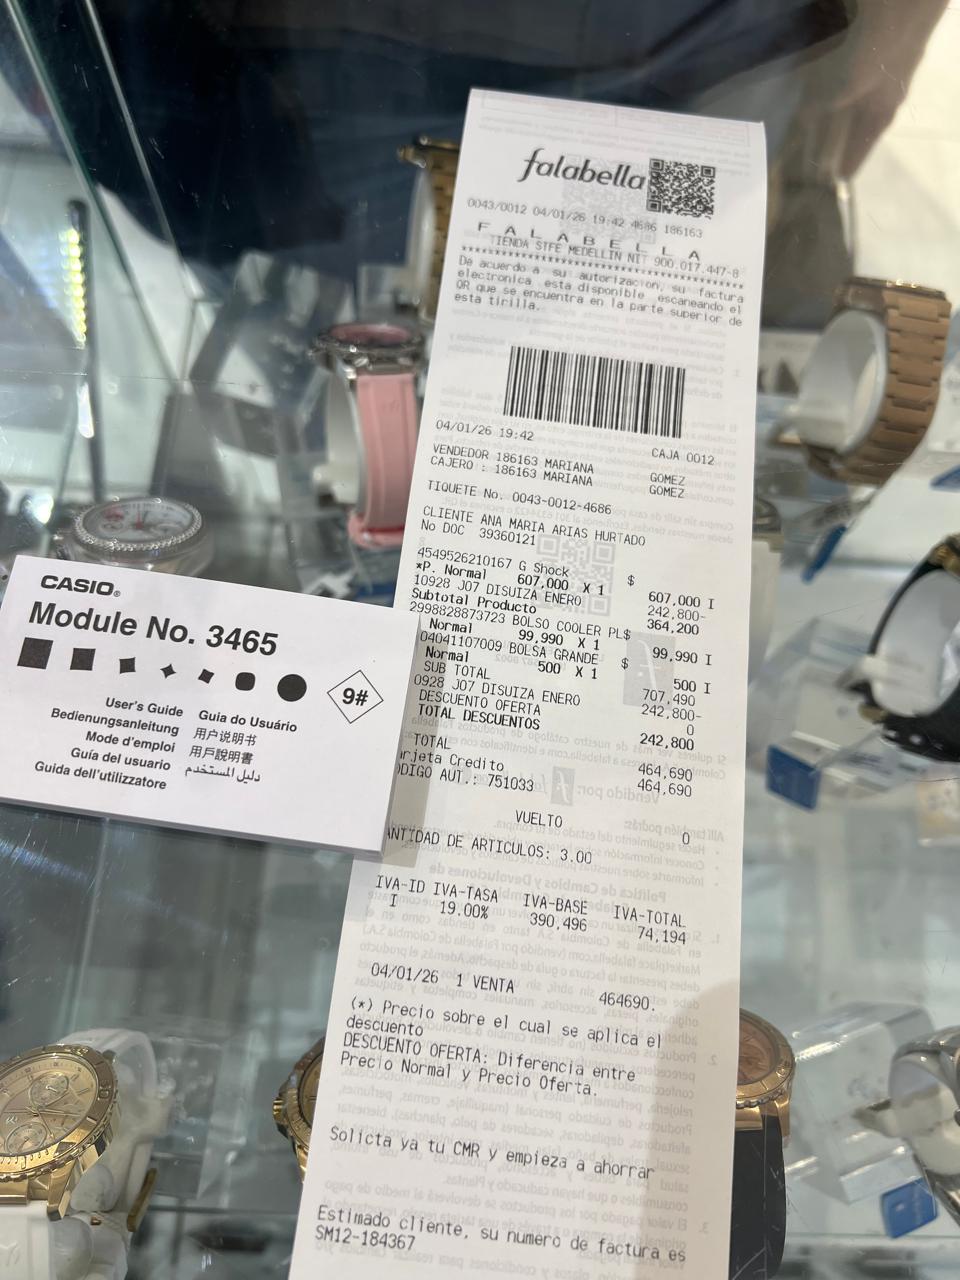 falabella
0043/0012 04/01/26 19:42 4686 186163
F A L A B E L L A
TIENDA STFE MEDELLIN NIT 900.017.447-8
**************************************
De acuerdo a su autorizacion, su factura
electronica esta disponible escaneando el
QR que se encuentra en la parte superior de
esta tirilla.
04/01/26 19:42 CAJA 0012
VENDEDOR 186163 MARIANA GOMEZ
CAJERO : 186163 MARIANA GOMEZ
TIQUETE No. 0043-0012-4686
CLIENTE ANA MARIA ARIAS HURTADO
No DOC 39360121
4549526210167 G Shock $ 607,000 I
*P. Normal 607,000 X 1
10928 J07 DISUIZA ENERO 242,800-
Subtotal Producto 364,200
2998828873723 BOLSO COOLER PL$ 99,990 I
Normal 99,990 X 1
04041107009 BOLSA GRANDE $ 500 I
Normal 500 X 1
SUB TOTAL 707,490
0928 J07 DISUIZA ENERO 242,800-
DESCUENTO OFERTA 0
TOTAL DESCUENTOS 242,800
TOTAL 464,690
arjeta Credito 464,690
DIGO AUT.: 751033
VUELTO 0
ANTIDAD DE ARTICULOS: 3.00
IVA-ID IVA-TASA IVA-BASE IVA-TOTAL
I 19.00% 390,496 74,194
04/01/26 1 VENTA 464690.
(*) Precio sobre el cual se aplica el
descuento
DESCUENTO OFERTA: Diferencia entre
Precio Normal y Precio Oferta.
Solicta ya tu CMR y empieza a ahorrar
Estimado cliente, su numero de factura es
SM12-184367
CASIO®
Module No. 3465
9#
User's Guide
Bedienungsanleitung
Mode d'emploi
Guía del usuario
Guida dell'utilizzatore
Guia do Usuário
用户说明书
用戶說明書
دليل المستخدم